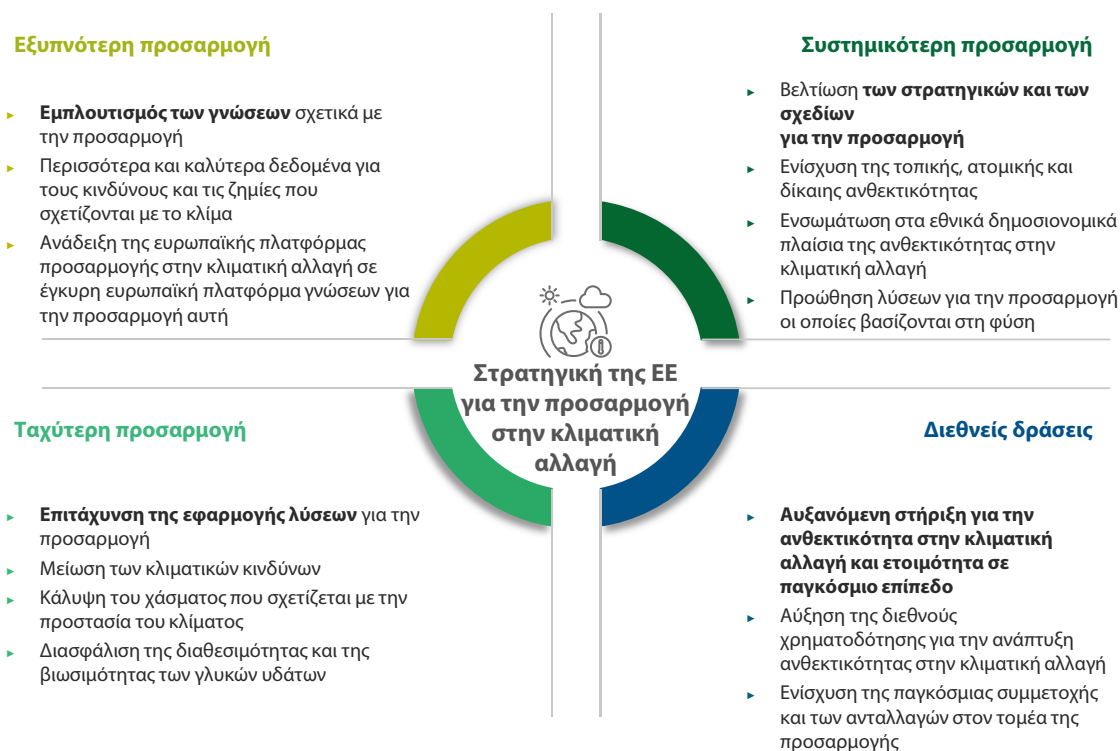 Εξυπνότερη προσαρμογή
Εμπλουτισμός των γνώσεων σχετικά με
την προσαρμογή
Περισσότερα και καλύτερα δεδομένα για
τους κινδύνους και τις ζημίες που
σχετίζονται με το κλίμα
Ανάδειξη της ευρωπαϊκής πλατφόρμας
προσαρμογής στην κλιματική αλλαγή σε
έγκυρη ευρωπαϊκή πλατφόρμα γνώσεων για
την προσαρμογή αυτή
Συστημικότερη προσαρμογή
Βελτίωση των στρατηγικών και των
σχεδίων
για την προσαρμογή
Ενίσχυση της τοπικής, ατομικής και
δίκαιης ανθεκτικότητας
Ενσωμάτωση στα εθνικά δημοσιονομικά
πλαίσια της ανθεκτικότητας στην
κλιματική αλλαγή
Προώθηση λύσεων για την προσαρμογή
οι οποίες βασίζονται στη φύση
Στρατηγική της ΕΕ
για την προσαρμογή
στην κλιματική
αλλαγή
Ταχύτερη προσαρμογή
Επιτάχυνση της εφαρμογής λύσεων για την
προσαρμογή
Μείωση των κλιματικών κινδύνων
Κάλυψη του χάσματος που σχετίζεται με την
προστασία του κλίματος
Διασφάλιση της διαθεσιμότητας και της
βιωσιμότητας των γλυκών υδάτων
Διεθνείς δράσεις
Αυξανόμενη στήριξη για την
ανθεκτικότητα στην κλιματική
αλλαγή και ετοιμότητα σε
παγκόσμιο επίπεδο
Αύξηση της διεθνούς
χρηματοδότησης για την ανάπτυξη
ανθεκτικότητας στην κλιματική αλλαγή
Ενίσχυση της παγκόσμιας συμμετοχής
και των ανταλλαγών στον τομέα της
προσαρμογής